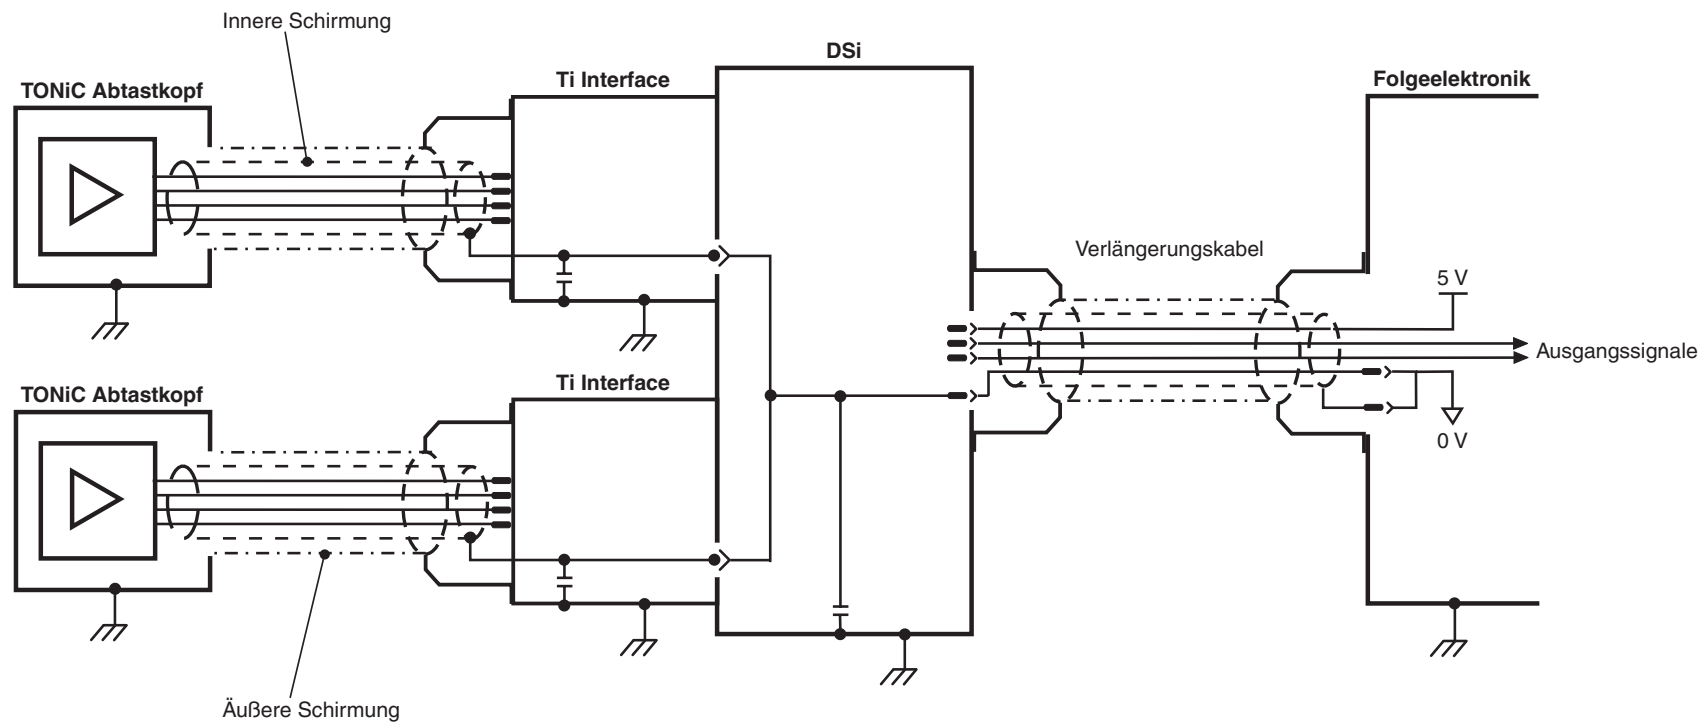 Innere Schirmung
DSi
Ti Interface
Folgeelektronik
TONiC Abtastkopf
Verlängerungskabel
5 V
Ausgangssignale
Ti Interface
TONiC Abtastkopf
0 V
Äußere Schirmung